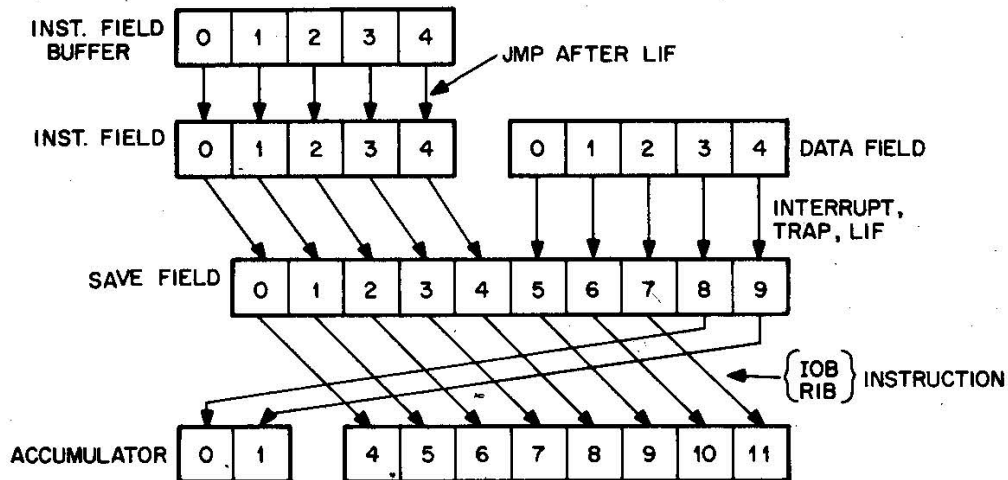 INST. FIELD
BUFFER
0 1 2 3 4
JMP AFTER LIF
INST. FIELD
0 1 2 3 4
0 1 2 3 4
DATA FIELD
INTERRUPT,
TRAP, LIF
SAVE FIELD
0 1 2 3 4 5 6 7 8 9
{IOB
RIB} INSTRUCTION
ACCUMULATOR
0 1
4 5 6 7 8 9 10 11